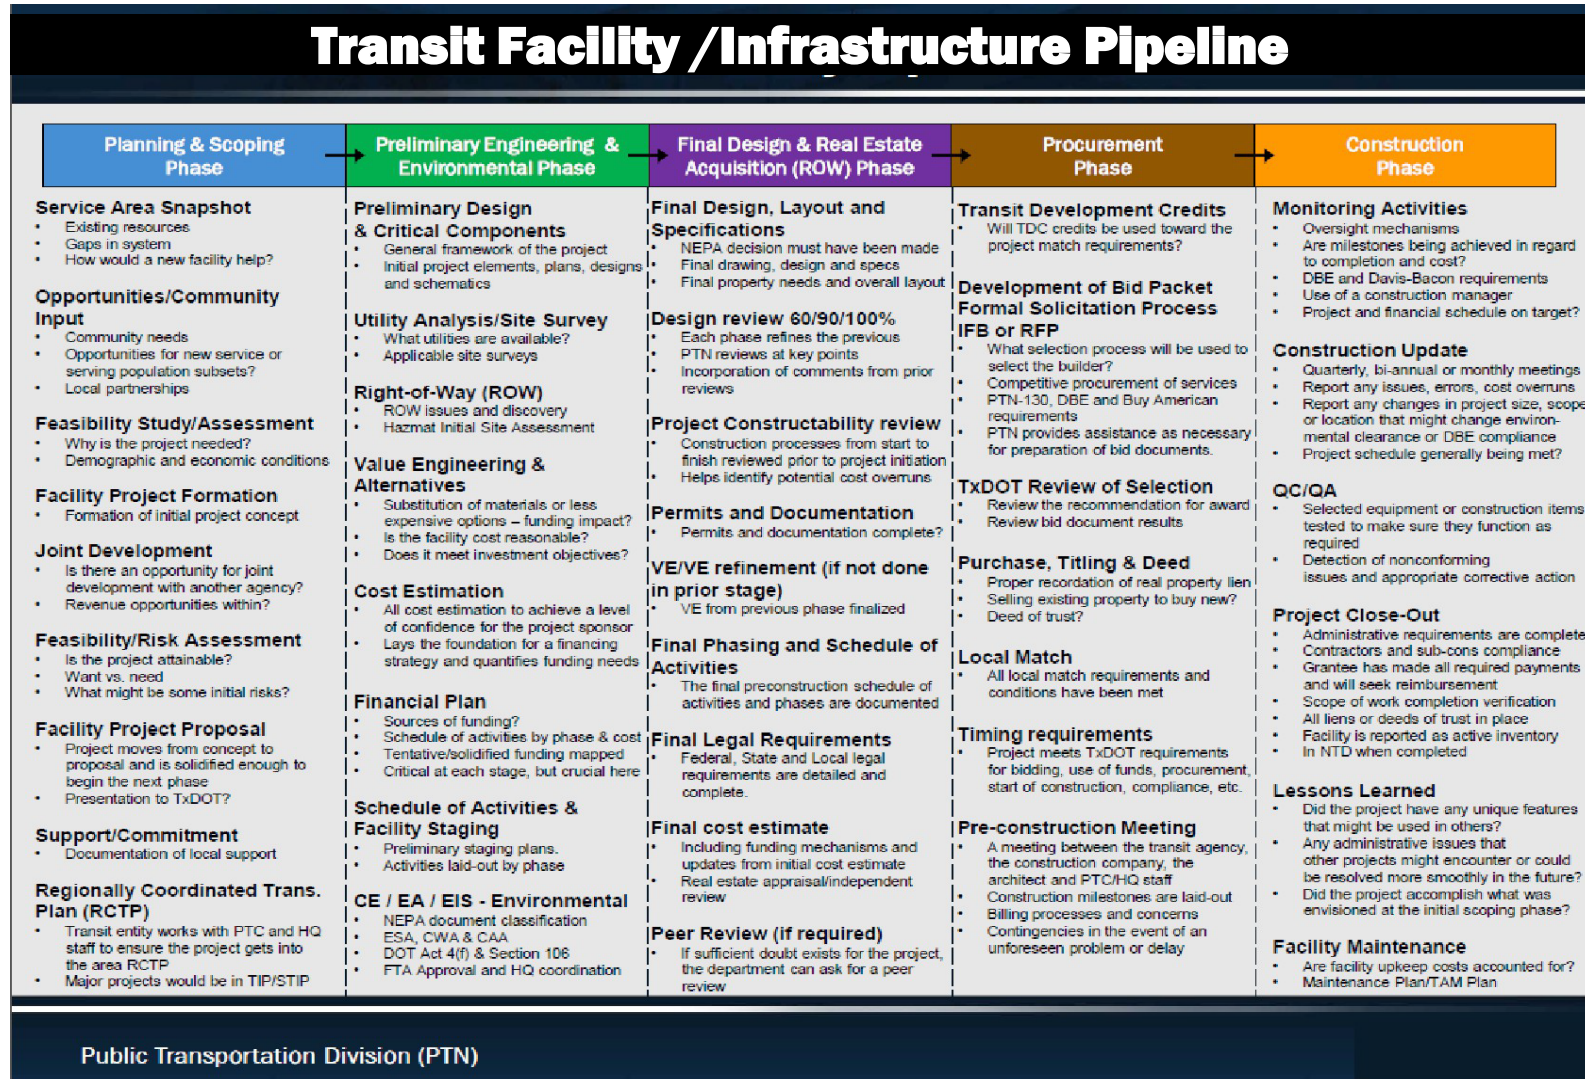 Transit Facility /Infrastructure Pipeline
Planning & Scoping
Phase
Service Area Snapshot
• Existing resources
• Gaps in system
• How would a new facility help?
Opportunities/Community
Input
• Community needs
• Opportunities for new service or
serving population subsets?
• Local partnerships
Feasibility Study/Assessment
• Why is the project needed?
• Demographic and economic conditions
Facility Project Formation
• Formation of initial project concept
Joint Development
• Is there an opportunity for joint
development with another agency?
• Revenue opportunities within?
Feasibility/Risk Assessment
• Is the project attainable?
• Want vs. need
• What might be some initial risks?
Facility Project Proposal
• Project moves from concept to
proposal and is solidified enough to
begin the next phase
• Presentation to TxDOT?
Support/Commitment
• Documentation of local support
Regionally Coordinated Trans.
Plan (RCTP)
• Transit entity works with PTC and HQ
staff to ensure the project gets into
the area RCTP
• Major projects would be in TIP/STIP
Preliminary Engineering &
Environmental Phase
Preliminary Design
& Critical Components
• General framework of the project
• Initial project elements, plans, designs
and schematics
Utility Analysis/Site Survey
• What utilities are available?
• Applicable site surveys
Right-of-Way (ROW)
• ROW issues and discovery
• Hazmat Initial Site Assessment
Value Engineering &
Alternatives
• Substitution of materials or less
expensive options – funding impact?
• Is the facility cost reasonable?
• Does it meet investment objectives?
Cost Estimation
• All cost estimation to achieve a level
of confidence for the project sponsor
• Lays the foundation for a financing
strategy and quantifies funding needs
Financial Plan
• Sources of funding?
• Schedule of activities by phase & cost
• Tentative/solidified funding mapped
• Critical at each stage, but crucial here
Schedule of Activities &
Facility Staging
• Preliminary staging plans.
• Activities laid-out by phase
CE / EA / EIS - Environmental
• NEPA document classification
• ESA, CWA & CAA
• DOT Act 4(f) & Section 106
• FTA Approval and HQ coordination
Final Design & Real Estate
Acquisition (ROW) Phase
Final Design, Layout and
Specifications
• NEPA decision must have been made
• Final drawing, design and specs
• Final property needs and overall layout
Design review 60/90/100%
• Each phase refines the previous
• PTN reviews at key points
• Incorporation of comments from prior
reviews
Project Constructability review
• Construction processes from start to
finish reviewed prior to project initiation
• Helps identify potential cost overruns
Permits and Documentation
• Permits and documentation complete?
VE/VE refinement (if not done
in prior stage)
• VE from previous phase finalized
Final Phasing and Schedule of
Activities
• The final preconstruction schedule of
activities and phases are documented
Final Legal Requirements
• Federal, State and Local legal
requirements are detailed and
complete.
Final cost estimate
• Including funding mechanisms and
updates from initial cost estimate
• Real estate appraisal/independent
review
Peer Review (if required)
• If sufficient doubt exists for the project,
the department can ask for a peer
review
Procurement
Phase
Transit Development Credits
• Will TDC credits be used toward the
project match requirements?
Development of Bid Packet
Formal Solicitation Process
IFB or RFP
• What selection process will be used to
select the builder?
• Competitive procurement of services
• PTN-130, DBE and Buy American
requirements
• PTN provides assistance as necessary
for preparation of bid documents.
TxDOT Review of Selection
• Review the recommendation for award
• Review bid document results
Purchase, Titling & Deed
• Proper recordation of real property lien
• Selling existing property to buy new?
• Deed of trust?
Local Match
• All local match requirements and
conditions have been met
Timing requirements
• Project meets TxDOT requirements
for bidding, use of funds, procurement,
start of construction, compliance, etc.
Pre-construction Meeting
• A meeting between the transit agency,
the construction company, the
architect and PTC/HQ staff
• Construction milestones are laid-out
• Billing processes and concerns
• Contingencies in the event of an
unforeseen problem or delay
Construction
Phase
Monitoring Activities
• Oversight mechanisms
• Are milestones being achieved in regard
to completion and cost?
• DBE and Davis-Bacon requirements
• Use of a construction manager
• Project and financial schedule on target?
Construction Update
• Quarterly, bi-annual or monthly meetings
• Report any issues, errors, cost overruns
• Report any changes in project size, scope
or location that might change environ-
mental clearance or DBE compliance
• Project schedule generally being met?
QC/QA
• Selected equipment or construction items
tested to make sure they function as
required
• Detection of nonconforming
issues and appropriate corrective action
Project Close-Out
• Administrative requirements are complete
• Contractors and sub-cons compliance
• Grantee has made all required payments
and will seek reimbursement
• Scope of work completion verification
• All liens or deeds of trust in place
• Facility is reported as active inventory
• In NTD when completed
Lessons Learned
• Did the project have any unique features
that might be used in others?
• Any administrative issues that
other projects might encounter or could
be resolved more smoothly in the future?
• Did the project accomplish what was
envisioned at the initial scoping phase?
Facility Maintenance
• Are facility upkeep costs accounted for?
• Maintenance Plan/TAM Plan
Public Transportation Division (PTN)